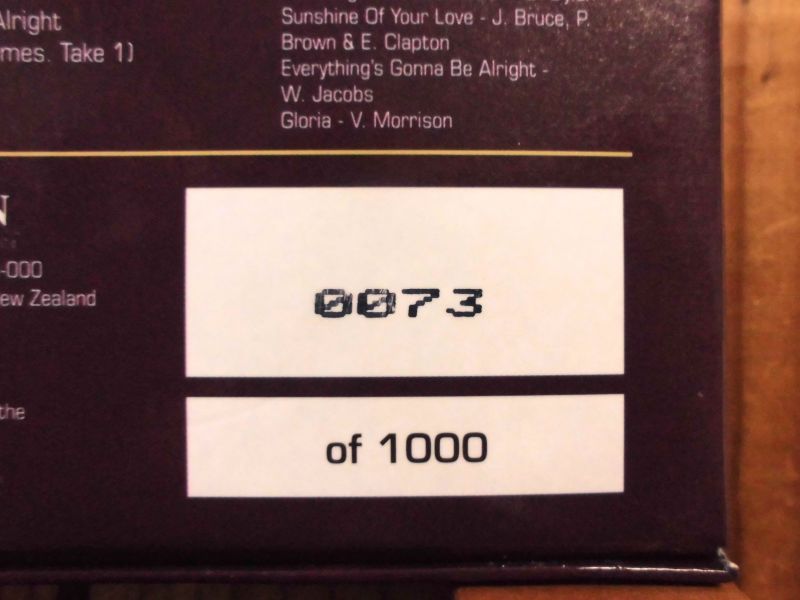 Alright
mes. Take 1)
Sunshine Of Your Love - J. Bruce, P.
Brown & E. Clapton
Everything's Gonna Be Alright -
W. Jacobs
Gloria - V. Morrison
N
-000
ew Zealand
the
0073
of 1000